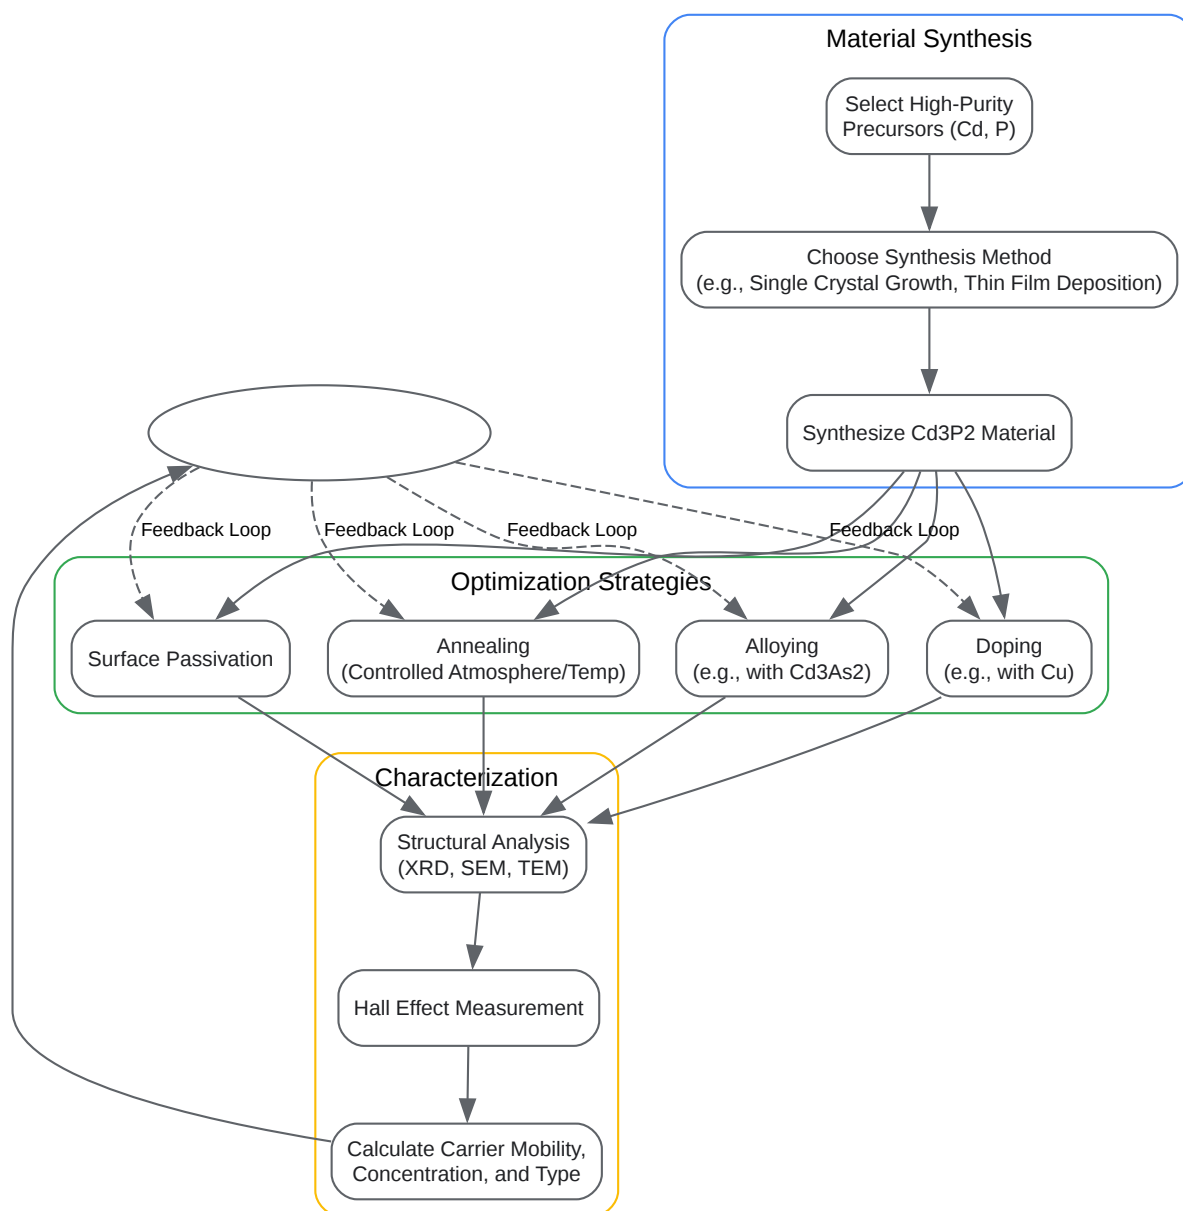 Material Synthesis
Select High-Purity
Precursors (Cd, P)
Choose Synthesis Method
(e.g., Single Crystal Growth, Thin Film Deposition)
Synthesize Cd3P2 Material
Feedback Loop
Feedback Loop
Feedback Loop
Feedback Loop
Optimization Strategies
Surface Passivation
Annealing
(Controlled Atmosphere/Temp)
Alloying
(e.g., with Cd3As2)
Doping
(e.g., with Cu)
Characterization
Structural Analysis
(XRD, SEM, TEM)
Hall Effect Measurement
Calculate Carrier Mobility,
Concentration, and Type